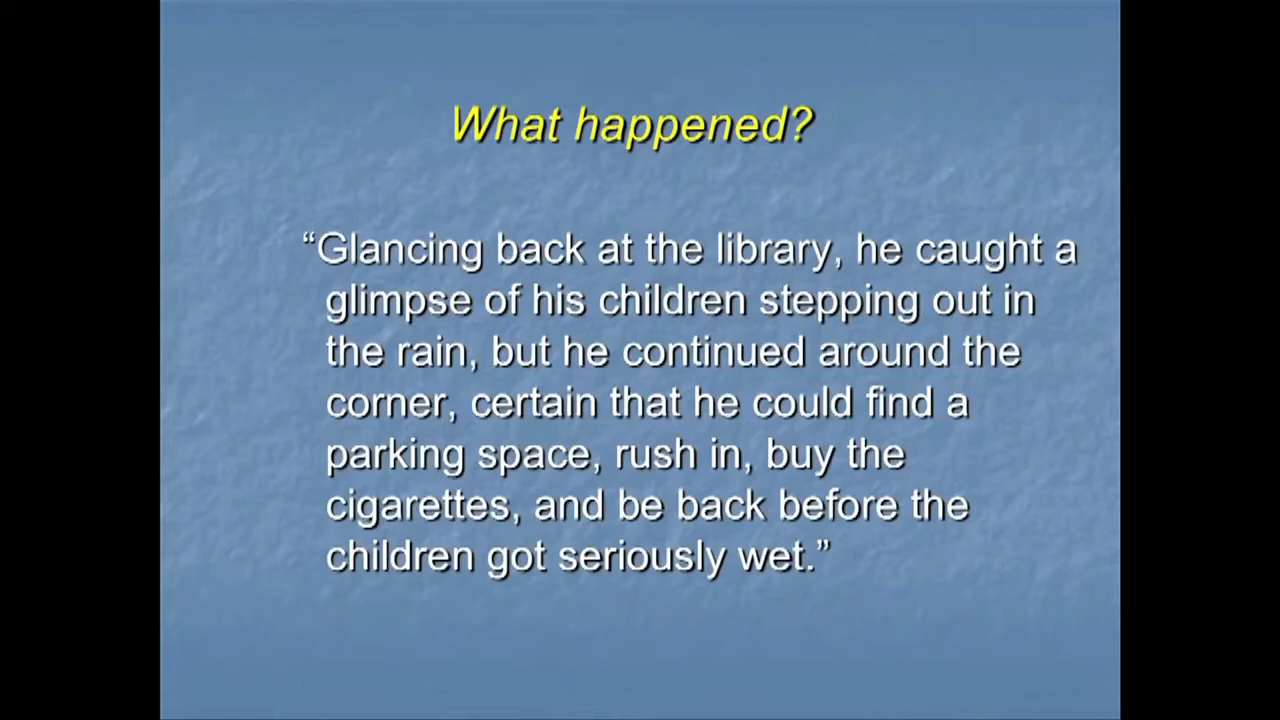 What happened?
“Glancing back at the library, he caught a
glimpse of his children stepping out in
the rain, but he continued around the
corner, certain that he could find a
parking space, rush in, buy the
cigarettes, and be back before the
children got seriously wet.”